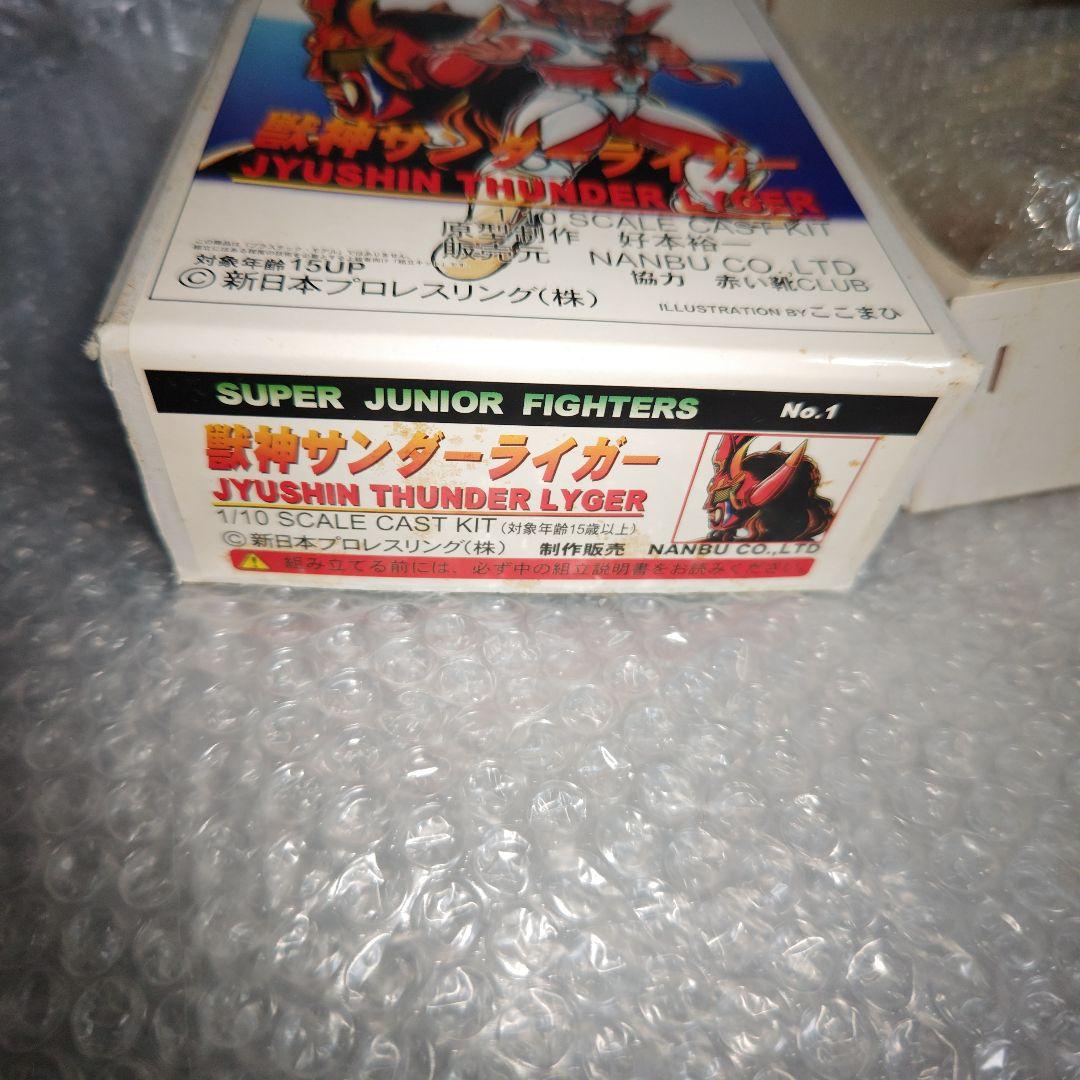 獣神サンダーライガー
JYUSHIN THUNDER LYGER
1/10 SCALE CAST KIT
原型制作 好本裕一
販売元 NANBU CO.,LTD
協力 赤い靴CLUB
対象年齢15UP
©新日本プロレスリング(株)
ILLUSTRATION BY ここまひ
SUPER JUNIOR FIGHTERS No.1
獣神サンダーライガー
JYUSHIN THUNDER LYGER
1/10 SCALE CAST KIT (対象年齢15歳以上)
©新日本プロレスリング(株) 制作販売 NANBU CO.,LTD
組み立てる前には、必ず中の組立説明書をお読みください